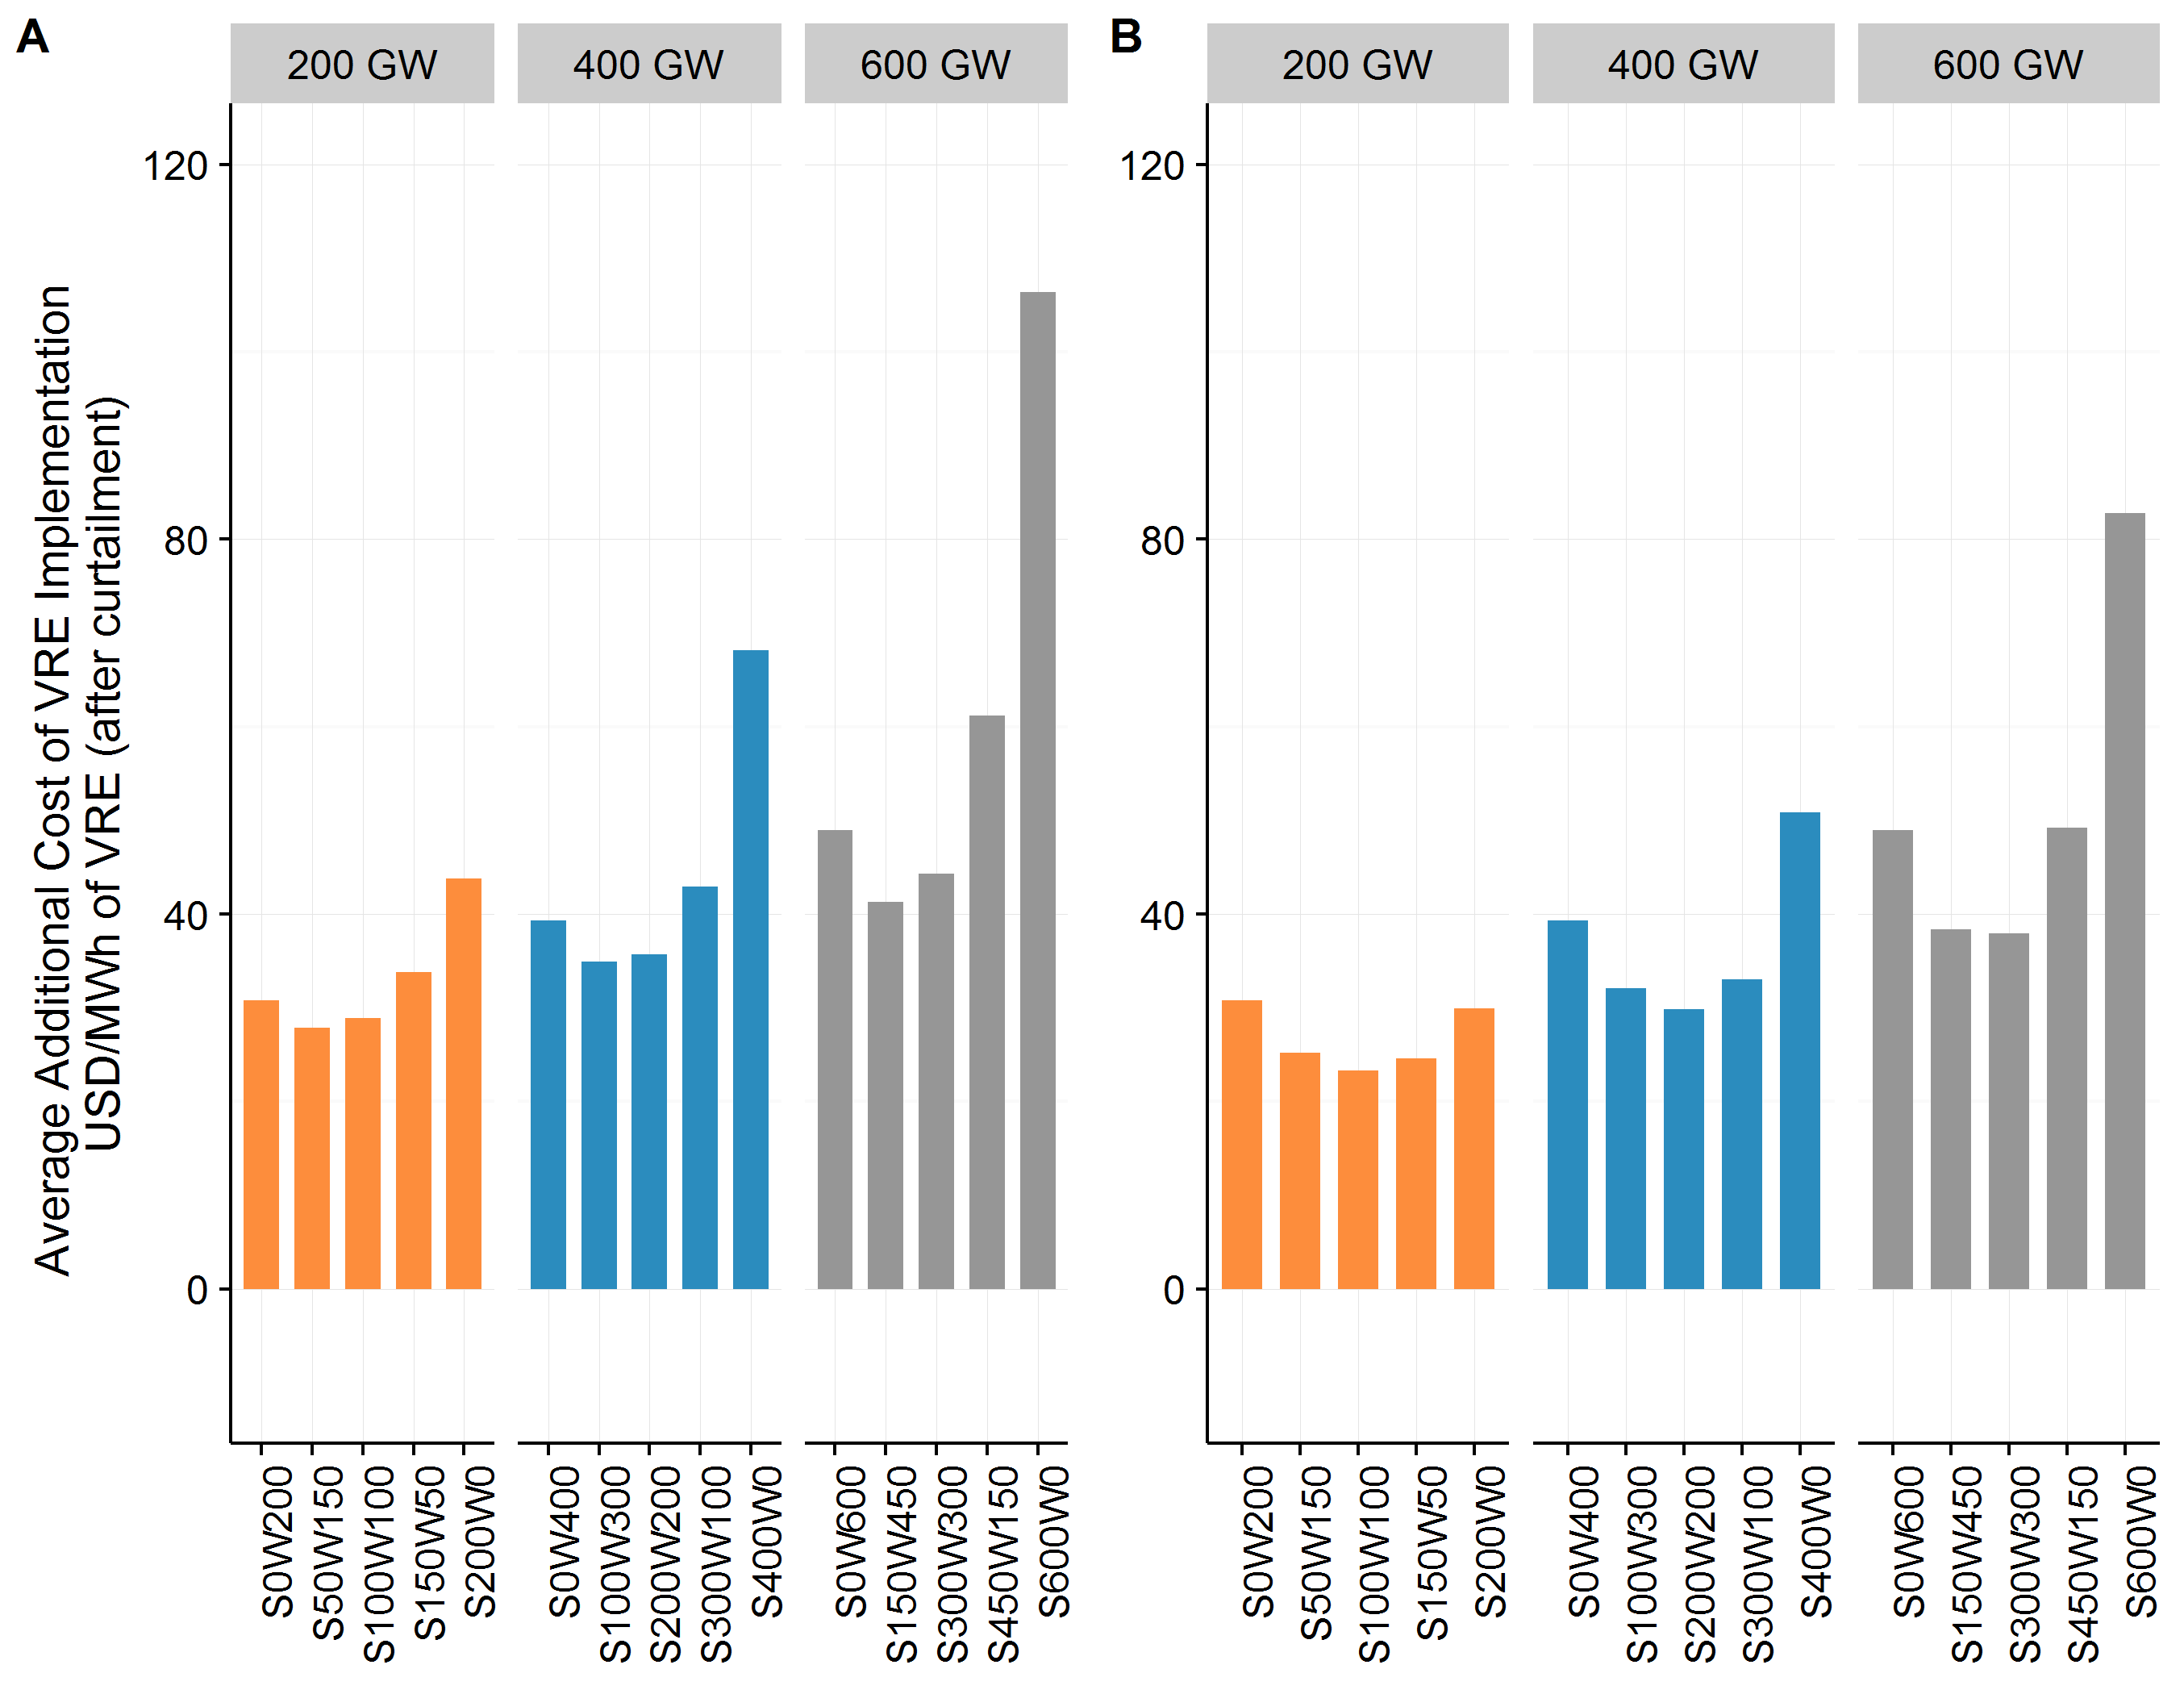 A
200 GW
400 GW
600 GW
Average Additional Cost of VRE Implementation
USD/MWh of VRE (after curtailment)
120
80
40
0
S0W200
S50W150
S100W100
S150W50
S200W0
S0W400
S100W300
S200W200
S300W100
S400W0
S0W600
S150W450
S300W300
S450W150
S600W0
B
200 GW
400 GW
600 GW
120
80
40
0
S0W200
S50W150
S100W100
S150W50
S200W0
S0W400
S100W300
S200W200
S300W100
S400W0
S0W600
S150W450
S300W300
S450W150
S600W0